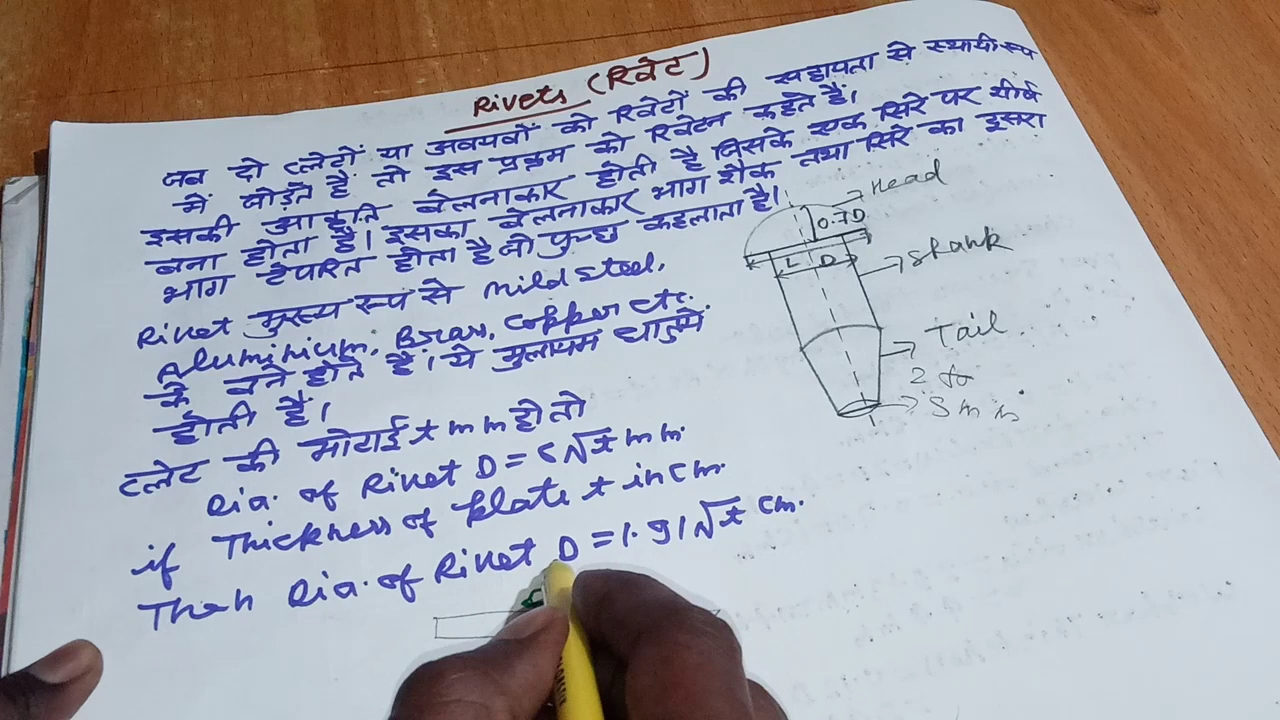 Rivets (रिवेट)
जब दो प्लेटों या अवयवों को रिवेटों की सहायता से स्थायी रूप
में जोड़ते हैं तो इस प्रक्रम को रिवेटन कहते हैं।
इसकी आकृति बेलनाकार होती है जिसके एक सिरे पर शीर्ष
बना होता है। इसका बेलनाकार भाग शैंक तथा सिरे का दूसरा
भाग टेपरित होता है जो पुच्छ कहलाता है।
Rivet मुख्य रूप से mild steel,
Aluminium, Brass, Copper etc.
के बने होते हैं। ये मुलायम धातुयें
होती हैं।
प्लेट की मोटाई t mm हो तो
Dia. of Rivet D = 6√t mm.
if Thickness of plate t in cm.
Then Dia. of Rivet D = 1.91√t cm.
Head
0.7D
L D
Shank
Tail
2 to
3 min